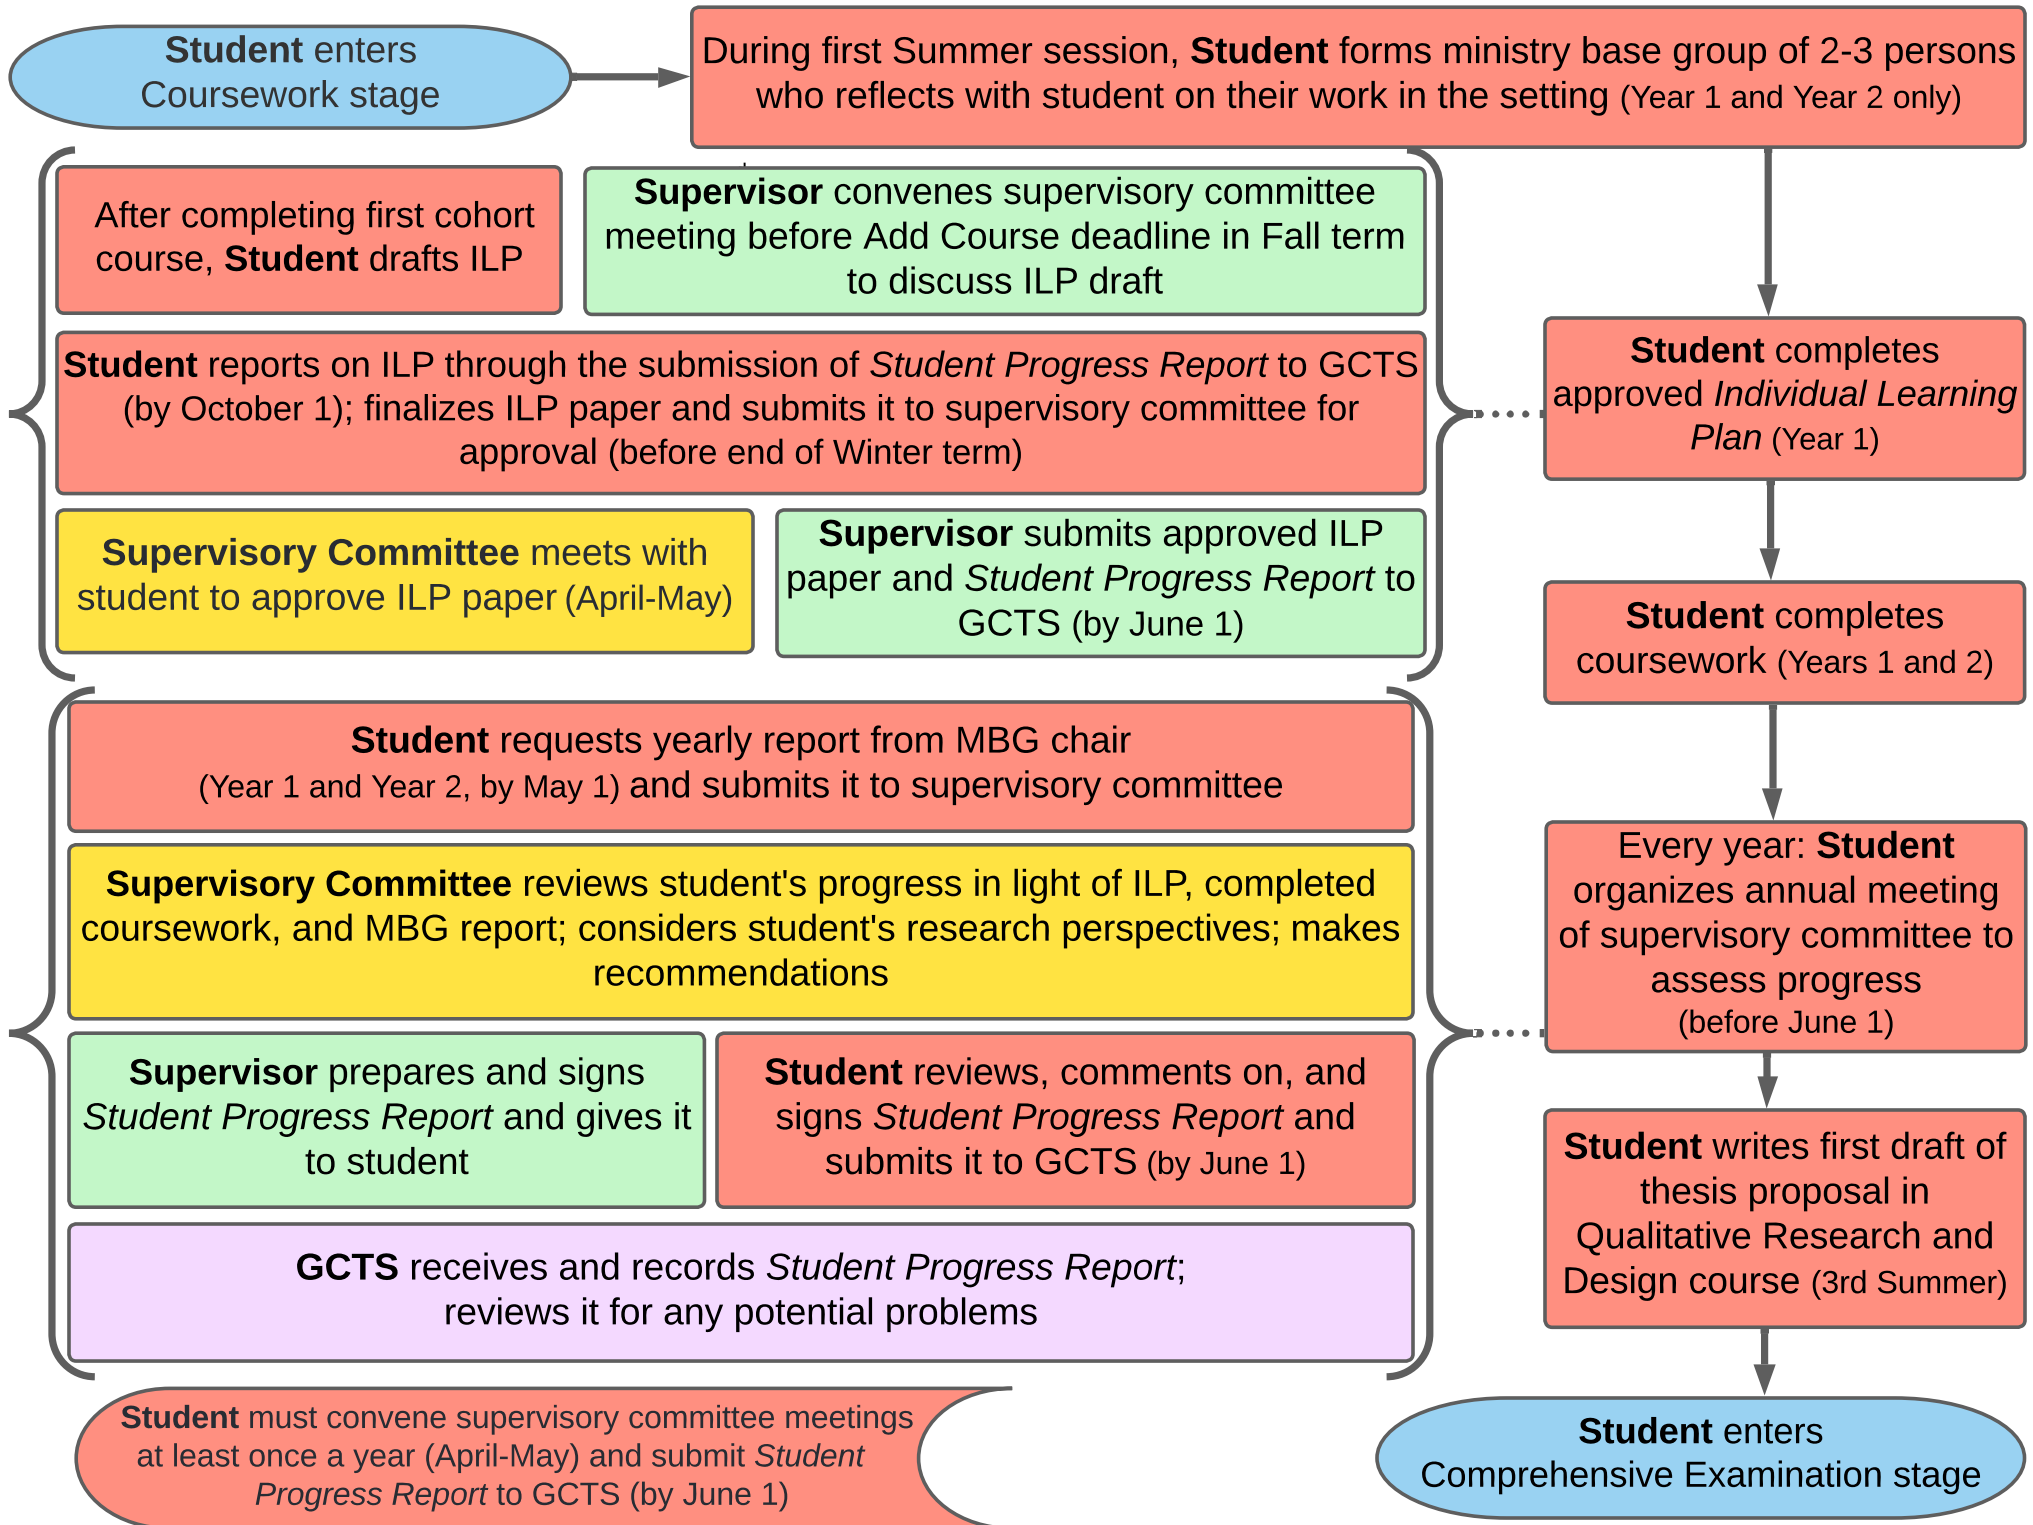 Student enters
Coursework stage
During first Summer session, Student forms ministry base group of 2-3 persons
who reflects with student on their work in the setting (Year 1 and Year 2 only)
After completing first cohort
course, Student drafts ILP
Supervisor convenes supervisory committee
meeting before Add Course deadline in Fall term
to discuss ILP draft
Student reports on ILP through the submission of Student Progress Report to GCTS
(by October 1); finalizes ILP paper and submits it to supervisory committee for
approval (before end of Winter term)
Supervisory Committee meets with
student to approve ILP paper (April-May)
Supervisor submits approved ILP
paper and Student Progress Report to
GCTS (by June 1)
Student completes
approved Individual Learning
Plan (Year 1)
Student completes
coursework (Years 1 and 2)
Student requests yearly report from MBG chair
(Year 1 and Year 2, by May 1) and submits it to supervisory committee
Supervisory Committee reviews student's progress in light of ILP, completed
coursework, and MBG report; considers student's research perspectives; makes
recommendations
Supervisor prepares and signs
Student Progress Report and gives it
to student
Student reviews, comments on, and
signs Student Progress Report and
submits it to GCTS (by June 1)
GCTS receives and records Student Progress Report;
reviews it for any potential problems
Every year: Student
organizes annual meeting
of supervisory committee to
assess progress
(before June 1)
Student writes first draft of
thesis proposal in
Qualitative Research and
Design course (3rd Summer)
Student must convene supervisory committee meetings
at least once a year (April-May) and submit Student
Progress Report to GCTS (by June 1)
Student enters
Comprehensive Examination stage